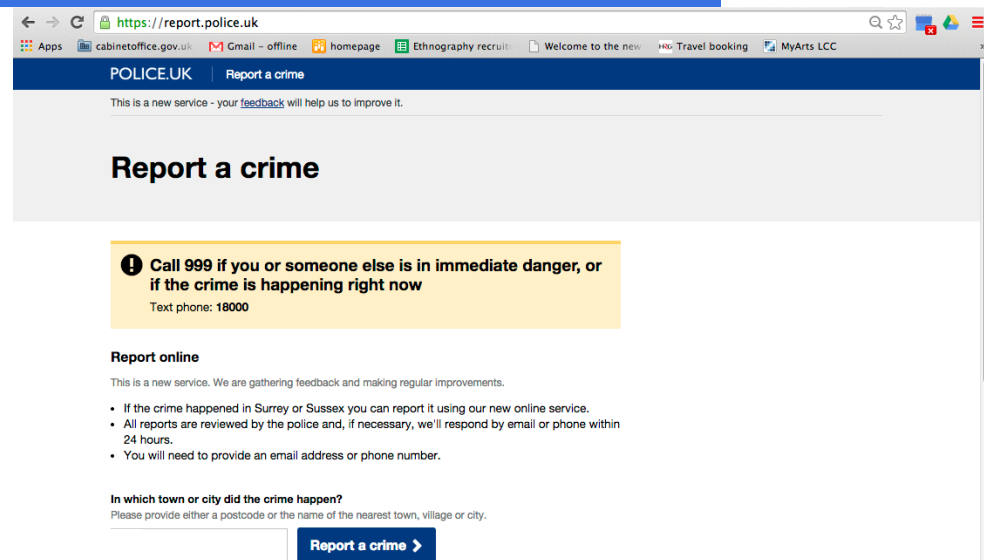 https://report.police.uk
Apps cabinetoffice.gov.uk Gmail – offline homepage Ethnography recruit Welcome to the new HRG Travel booking MyArts LCC »
POLICE.UK Report a crime
This is a new service - your feedback will help us to improve it.
Report a crime
Call 999 if you or someone else is in immediate danger, or
if the crime is happening right now
Text phone: 18000
Report online
This is a new service. We are gathering feedback and making regular improvements.
• If the crime happened in Surrey or Sussex you can report it using our new online service.
• All reports are reviewed by the police and, if necessary, we'll respond by email or phone within
24 hours.
• You will need to provide an email address or phone number.
In which town or city did the crime happen?
Please provide either a postcode or the name of the nearest town, village or city.
Report a crime